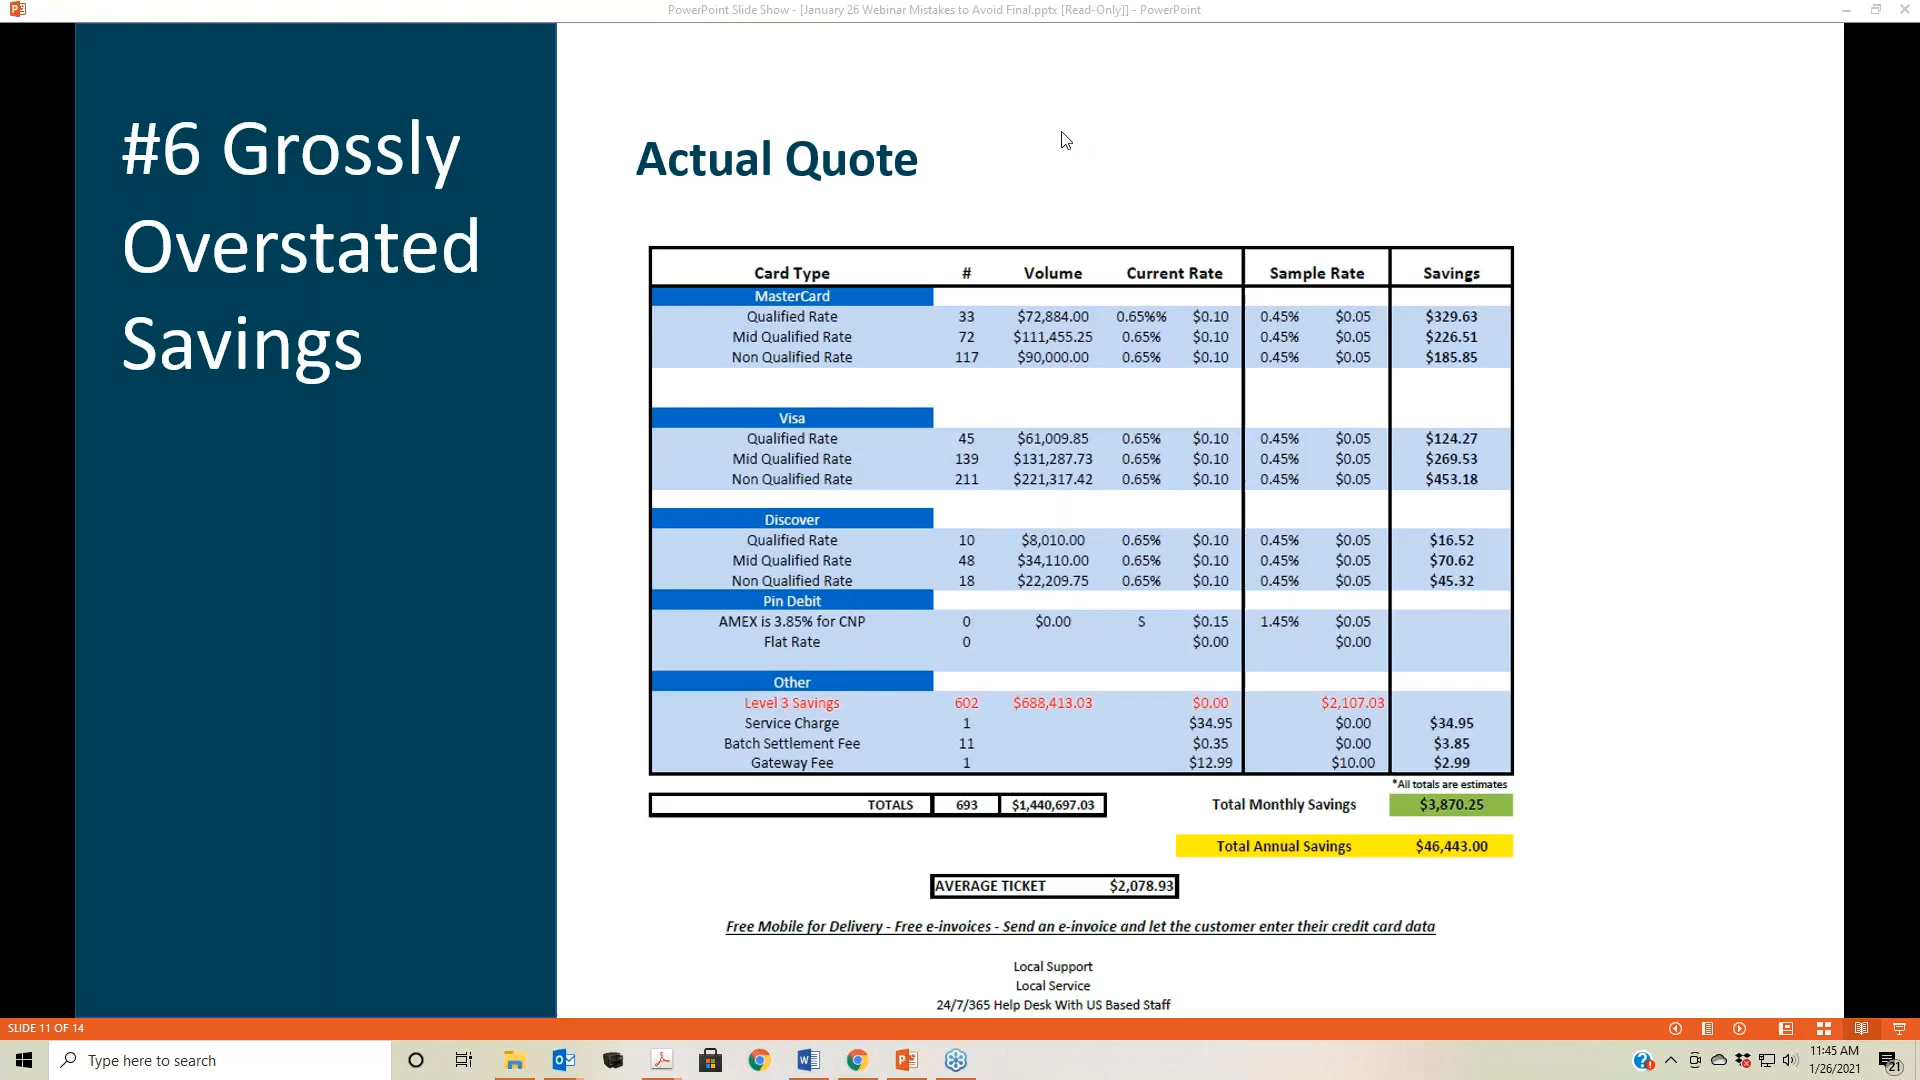 PowerPoint Slide Show - [January 26 Webinar Mistakes to Avoid Final.pptx [Read-Only]] - PowerPoint
#6 Grossly
Overstated
Savings
Actual Quote
Card Type # Volume Current Rate Sample Rate Savings
MasterCard
Qualified Rate 33 $72,884.00 0.65%% $0.10 0.45% $0.05 $329.63
Mid Qualified Rate 72 $111,455.25 0.65% $0.10 0.45% $0.05 $226.51
Non Qualified Rate 117 $90,000.00 0.65% $0.10 0.45% $0.05 $185.85
Visa
Qualified Rate 45 $61,009.85 0.65% $0.10 0.45% $0.05 $124.27
Mid Qualified Rate 139 $131,287.73 0.65% $0.10 0.45% $0.05 $269.53
Non Qualified Rate 211 $221,317.42 0.65% $0.10 0.45% $0.05 $453.18
Discover
Qualified Rate 10 $8,010.00 0.65% $0.10 0.45% $0.05 $16.52
Mid Qualified Rate 48 $34,110.00 0.65% $0.10 0.45% $0.05 $70.62
Non Qualified Rate 18 $22,209.75 0.65% $0.10 0.45% $0.05 $45.32
Pin Debit
AMEX is 3.85% for CNP 0 $0.00 S $0.15 1.45% $0.05
Flat Rate 0 $0.00 $0.00
Other
Level 3 Savings 602 $688,413.03 $0.00 $2,107.03
Service Charge 1 $34.95 $0.00 $34.95
Batch Settlement Fee 11 $0.35 $0.00 $3.85
Gateway Fee 1 $12.99 $10.00 $2.99
*All totals are estimates
TOTALS 693 $1,440,697.03 Total Monthly Savings $3,870.25
Total Annual Savings $46,443.00
AVERAGE TICKET $2,078.93
Free Mobile for Delivery - Free e-invoices - Send an e-invoice and let the customer enter their credit card data
Local Support
Local Service
24/7/365 Help Desk With US Based Staff
SLIDE 11 OF 14
Type here to search
11:45 AM
1/26/2021
21